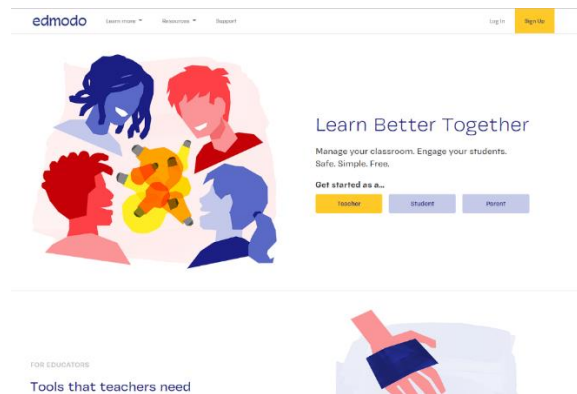 edmodo Learn more Resources Support Log In Sign Up
Learn Better Together
Manage your classroom. Engage your students.
Safe. Simple. Free.
Get started as a...
Teacher Student Parent
FOR EDUCATORS
Tools that teachers need